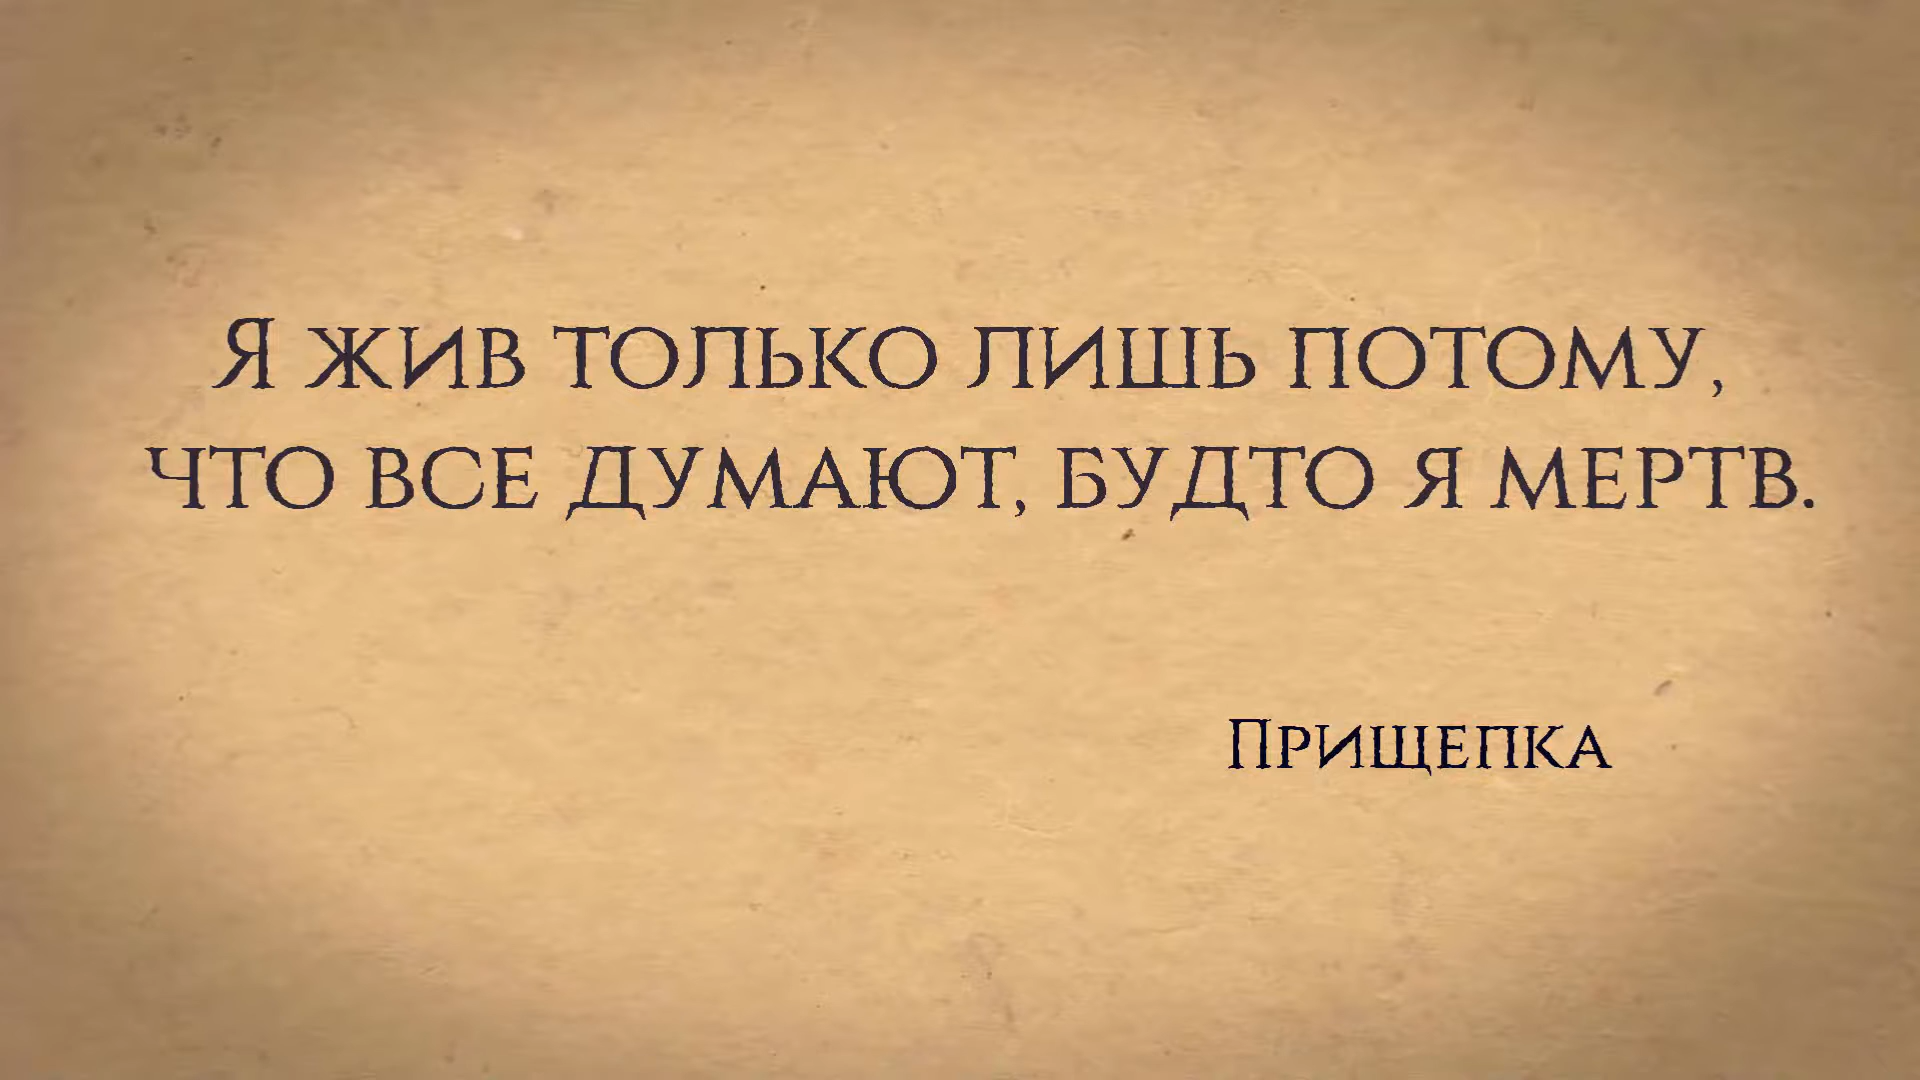 Я жив только лишь потому,
что все думают, будто я мертв.
Прищепка